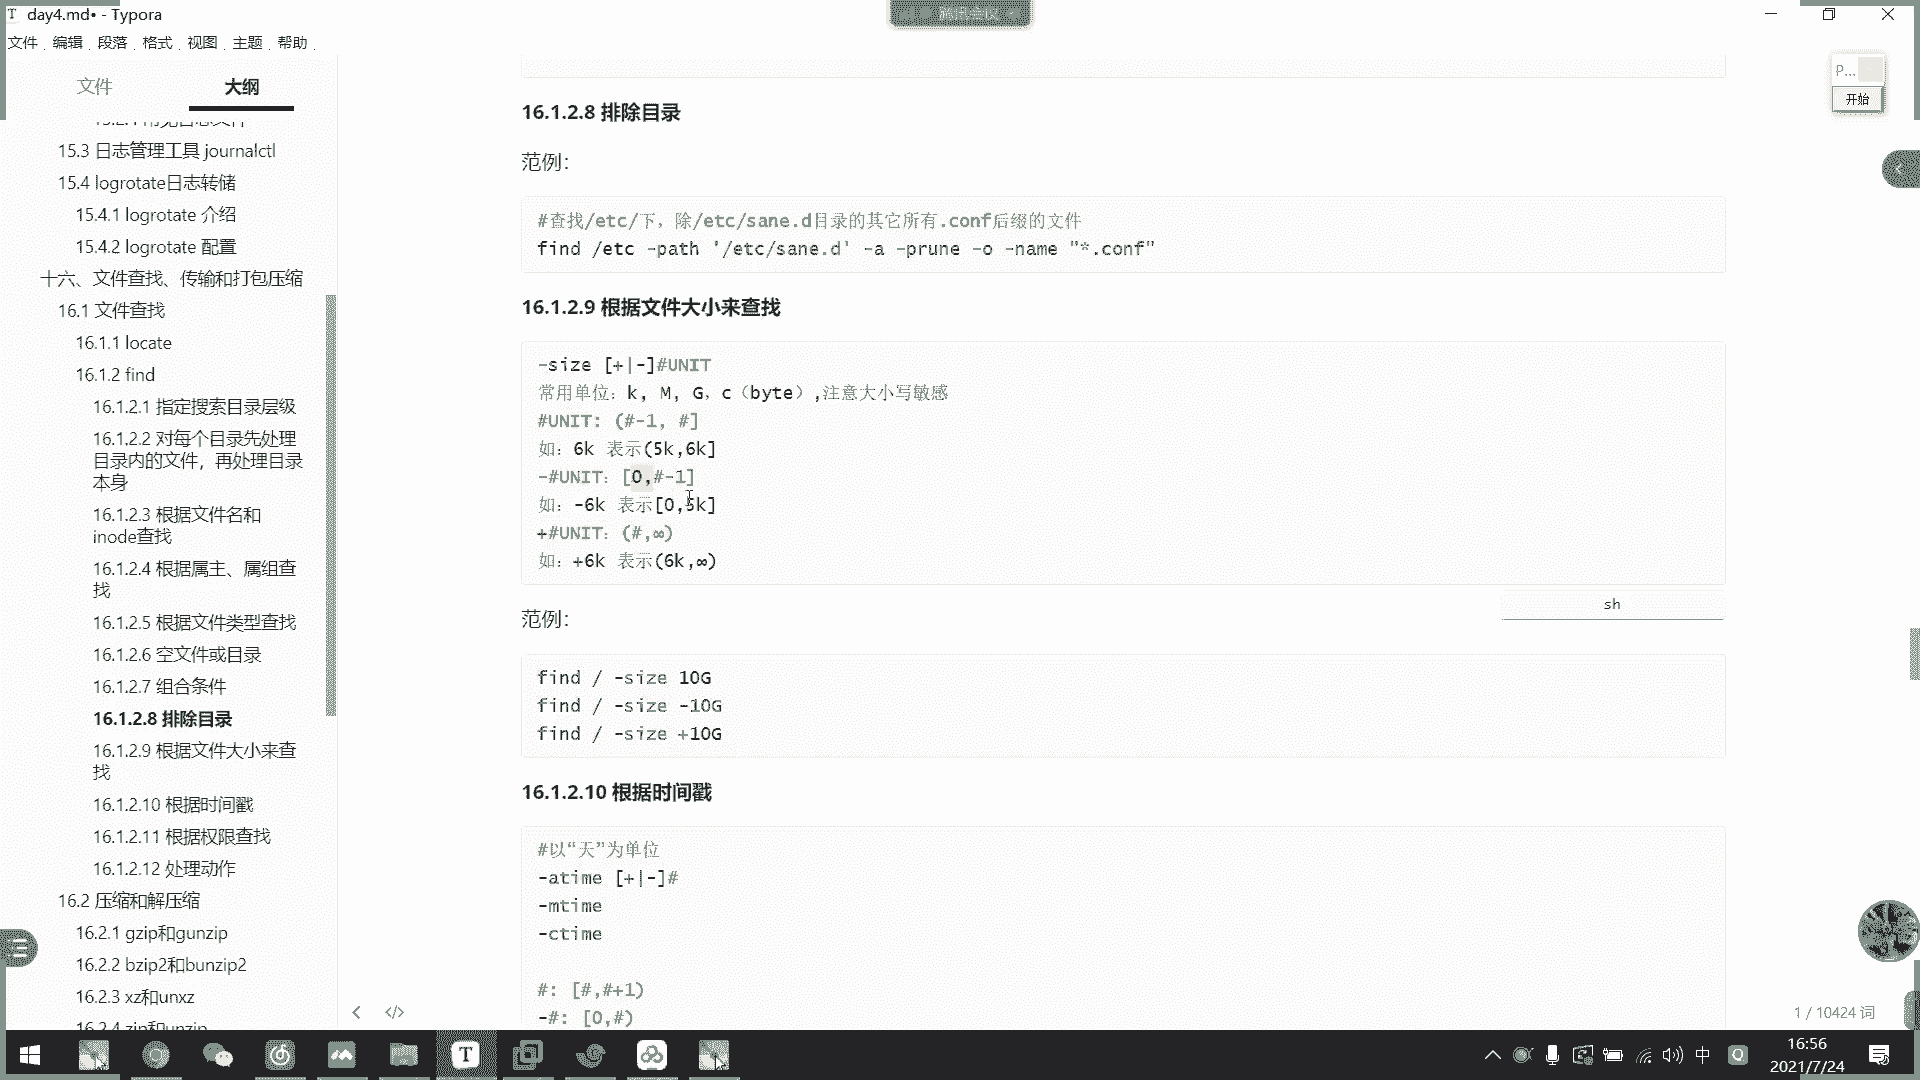 day4.md• - Typora
腾讯会议
文件 编辑 段落 格式 视图 主题 帮助
文件 大纲
15.3 日志管理工具 journalctl
15.4 logrotate日志转储
15.4.1 logrotate 介绍
15.4.2 logrotate 配置
十六、文件查找、传输和打包压缩
16.1 文件查找
16.1.1 locate
16.1.2 find
16.1.2.1 指定搜索目录层级
16.1.2.2 对每个目录先处理
目录内的文件，再处理目录
本身
16.1.2.3 根据文件名和
inode查找
16.1.2.4 根据属主、属组查
找
16.1.2.5 根据文件类型查找
16.1.2.6 空文件或目录
16.1.2.7 组合条件
16.1.2.8 排除目录
16.1.2.9 根据文件大小来查
找
16.1.2.10 根据时间戳
16.1.2.11 根据权限查找
16.1.2.12 处理动作
16.2 压缩和解压缩
16.2.1 gzip和gunzip
16.2.2 bzip2和bunzip2
16.2.3 xz和unxz
16.2.4 zip和unzip
16.1.2.8 排除目录
范例：
#查找/etc/下，除/etc/sane.d目录的其它所有.conf后缀的文件
find /etc -path '/etc/sane.d' -a -prune -o -name "*.conf"
16.1.2.9 根据文件大小来查找
-size [+|-]#UNIT
常用单位：k, M, G，c（byte）,注意大小写敏感
#UNIT: (#-1, #]
如：6k 表示(5k,6k]
-#UNIT：[0,#-1]
如：-6k 表示[0,5k]
+#UNIT：(#,∞)
如：+6k 表示(6k,∞)
sh
范例：
find / -size 10G
find / -size -10G
find / -size +10G
16.1.2.10 根据时间戳
#以“天”为单位
-atime [+|-]#
-mtime
-ctime
#: [#,#+1)
-#: [0,#)
P...
开始
1 / 10424 词
中
16:56
2021/7/24